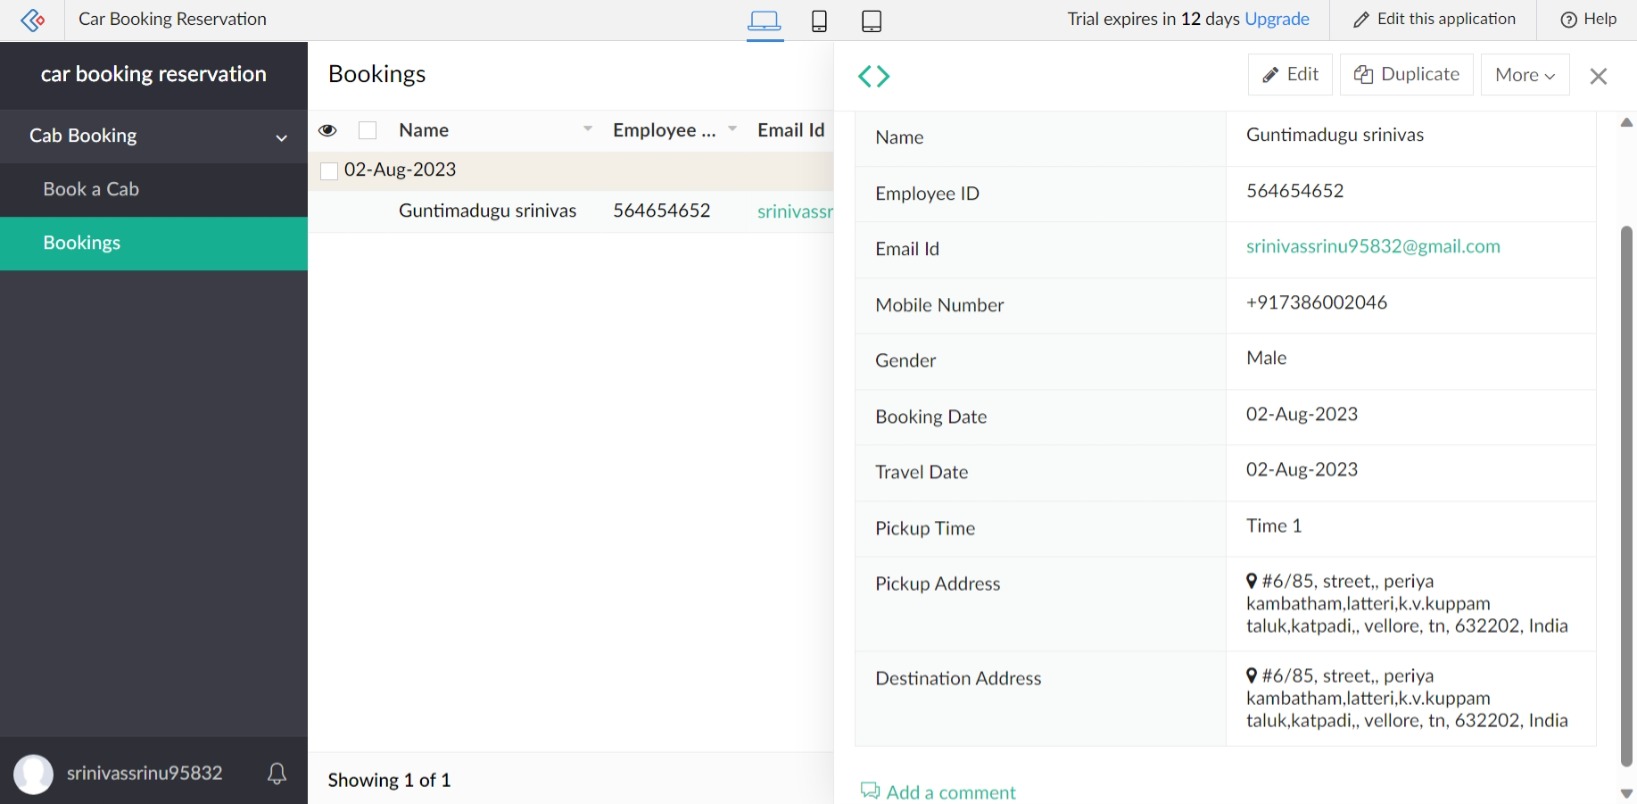 Car Booking Reservation
Trial expires in 12 days Upgrade
Edit this application
Help
car booking reservation
Cab Booking
Book a Cab
Bookings
srinivassrinu95832
Bookings
Name Employee ... Email Id
02-Aug-2023
Guntimadugu srinivas 564654652 srinivassr
Showing 1 of 1
Edit Duplicate More
Name Guntimadugu srinivas
Employee ID 564654652
Email Id srinivassrinu95832@gmail.com
Mobile Number +917386002046
Gender Male
Booking Date 02-Aug-2023
Travel Date 02-Aug-2023
Pickup Time Time 1
Pickup Address #6/85, street,, periya
kambatham,latteri,k.v.kuppam
taluk,katpadi,, vellore, tn, 632202, India
Destination Address #6/85, street,, periya
kambatham,latteri,k.v.kuppam
taluk,katpadi,, vellore, tn, 632202, India
Add a comment